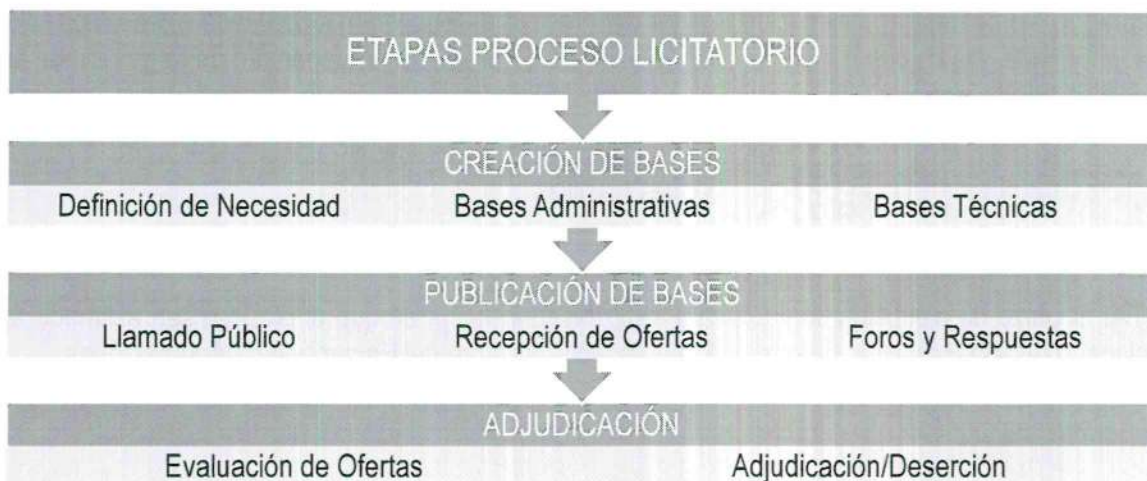 ETAPAS PROCESO LICITATORIO
CREACIÓN DE BASES
Definición de Necesidad Bases Administrativas Bases Técnicas
PUBLICACIÓN DE BASES
Llamado Público Recepción de Ofertas Foros y Respuestas
ADJUDICACIÓN
Evaluación de Ofertas Adjudicación/Deserción